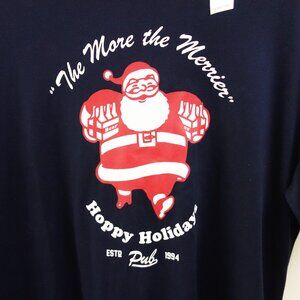 "The More the Merrier"
Hoppy Holidays
ESTD Pub 1994